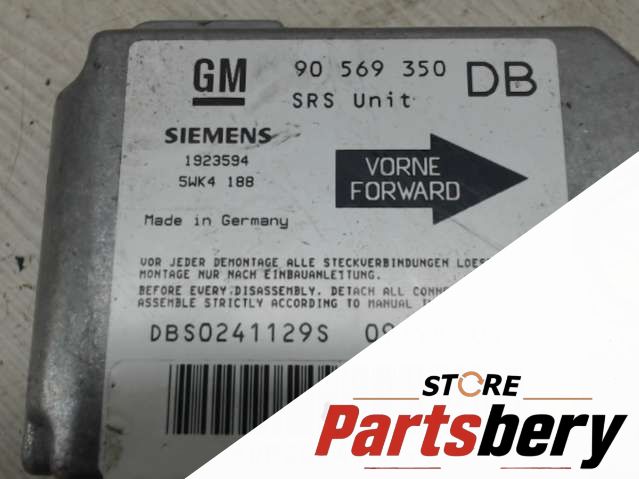 GM 90 569 350 DB
SRS Unit
SIEMENS
1923594
5WK4 188
VORNE
FORWARD
Made in Germany
VOR JEDER DEMONTAGE ALLE STECKVERBINDUNGEN
MONTAGE NUR NACH EINBAUANLETTUNG.
BEFORE EVERY DISASSEMBLY, DETACH ALL
ASSEMBLE STRICTLY ACCORDING TO MANUAL
DBS0241129S
STORE
Partsbery